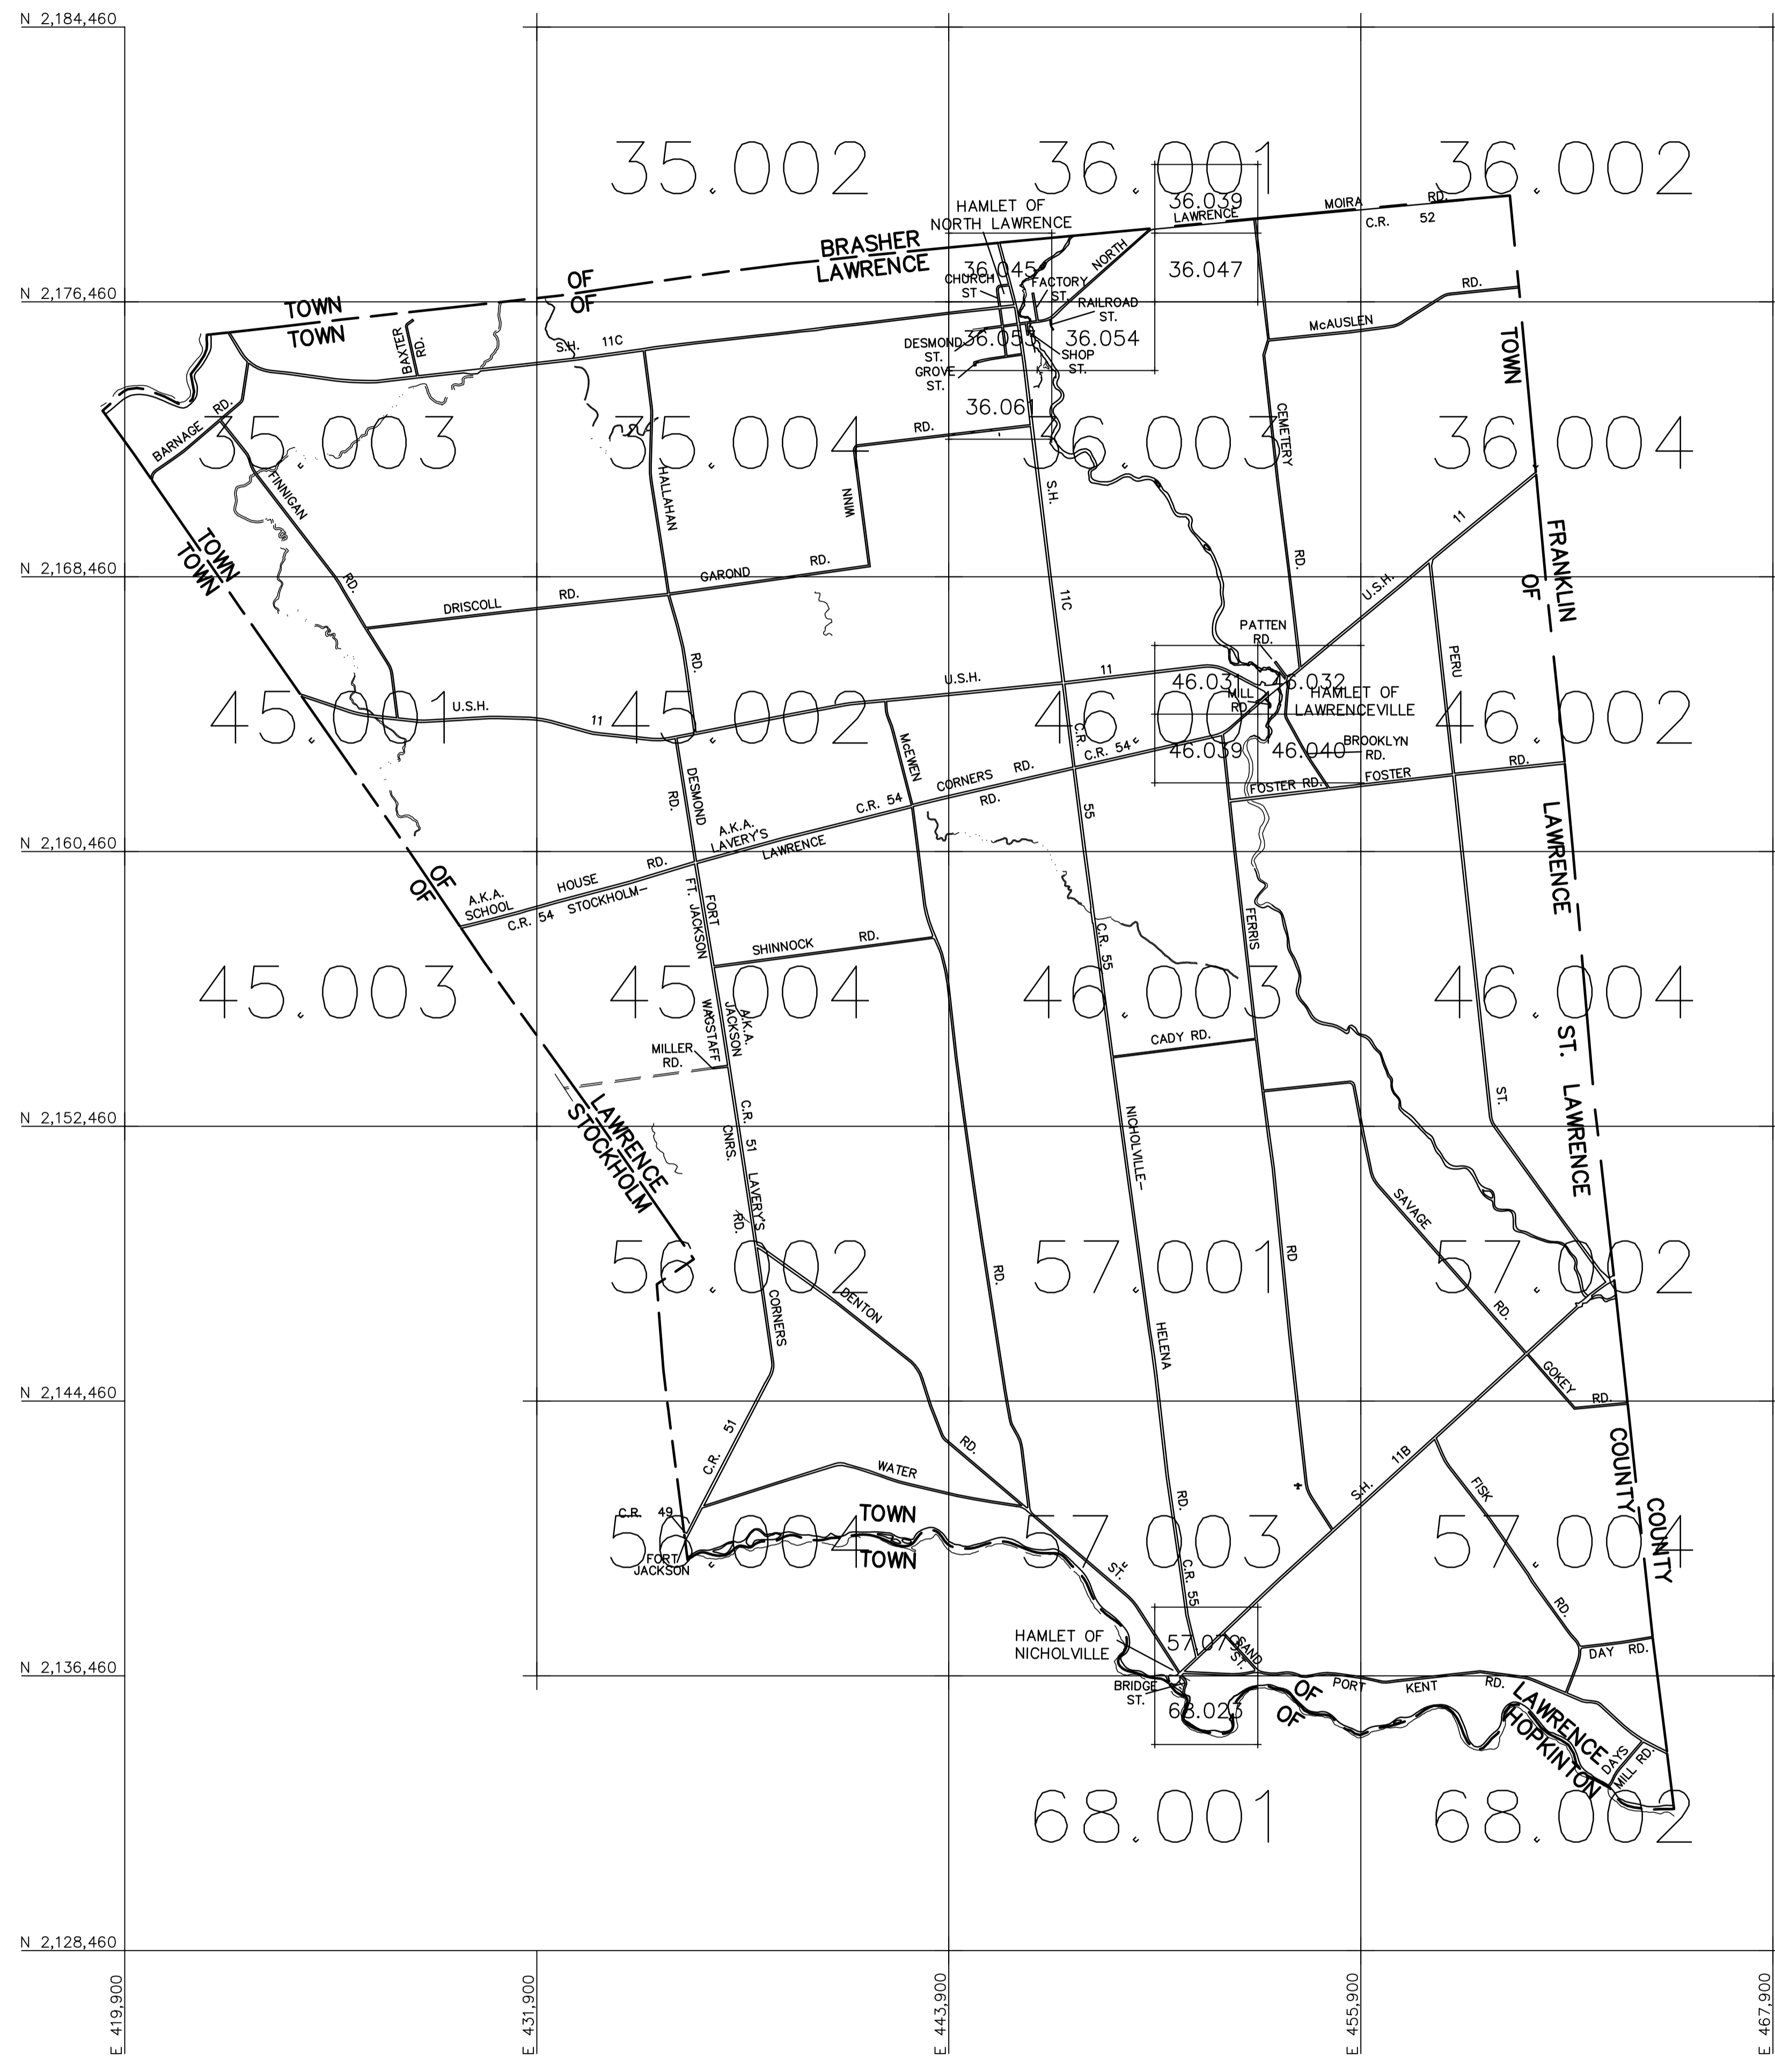 N 2,184,460
35.002
36.001
36.002
36.039
HAMLET OF
NORTH LAWRENCE
LAWRENCE
MOIRA
RD.
C.R. 52
BRASHER
LAWRENCE
36.045
NORTH
36.047
OF
OF
TOWN
TOWN
CHURCH
ST
FACTORY
ST.
RAILROAD
ST.
RD.
McAUSLEN
N 2,176,460
BAXTER
RD.
S.H. 11C
DESMOND
ST.
36.053
36.054
SHOP
ST.
GROVE
ST.
36.061
TOWN
BARNAGE RD.
35.003
35.004
RD.
36.003
CEMETERY
36.004
FINNIGAN
HALLAHAN
WINN
S.H.
11
TOWN
TOWN
FRANKLIN
OF
N 2,168,460
RD.
DRISCOLL RD.
GAROND RD.
11C
RD.
U.S.H.
PATTEN
RD.
RD.
PERU
U.S.H. 11
46.031
46.032
MILL
RD.
HAMLET OF
LAWRENCEVILLE
45.001
U.S.H. 11
45.002
46.001
46.002
McEWEN
C.R.
C.R. 54
46.039
46.040
BROOKLYN
RD.
DESMOND
RD.
CORNERS RD.
C.R. 54
RD.
55
FOSTER RD.
FOSTER RD.
N 2,160,460
A.K.A.
LAVERY'S
LAWRENCE
LAWRENCE
OF
OF
A.K.A.
SCHOOL HOUSE RD.
C.R. 54 STOCKHOLM-
FORT
FT. JACKSON
SHINNOCK RD.
C.R. 55
FERRIS
45.003
45.004
46.003
46.004
ST. LAWRENCE
A.K.A.
JACKSON
WAGSTAFF
MILLER
RD.
CADY RD.
N 2,152,460
LAWRENCE
STOCKHOLM
C.R. 51
CNRS.
LAVERY'S
RD.
NICHOLVILLE-
ST.
SAVAGE
56.002
57.001
57.002
DENTON
CORNERS
RD.
RD
RD.
HELENA
GOKEY RD.
N 2,144,460
C.R. 51
WATER
RD.
S.H. 11B
FISK
COUNTY
COUNTY
C.R. 49
RD.
TOWN
TOWN
56.004
57.003
57.004
FORT
JACKSON
ST.
C.R. 55
RD.
HAMLET OF
NICHOLVILLE
57.079
SAND
ST.
DAY RD.
N 2,136,460
BRIDGE
ST.
68.023
OF
OF
PORT KENT RD.
LAWRENCE
HOPKINTON
DAYS
MILL RD.
68.001
68.002
N 2,128,460
E 419,900
E 431,900
E 443,900
E 455,900
E 467,900